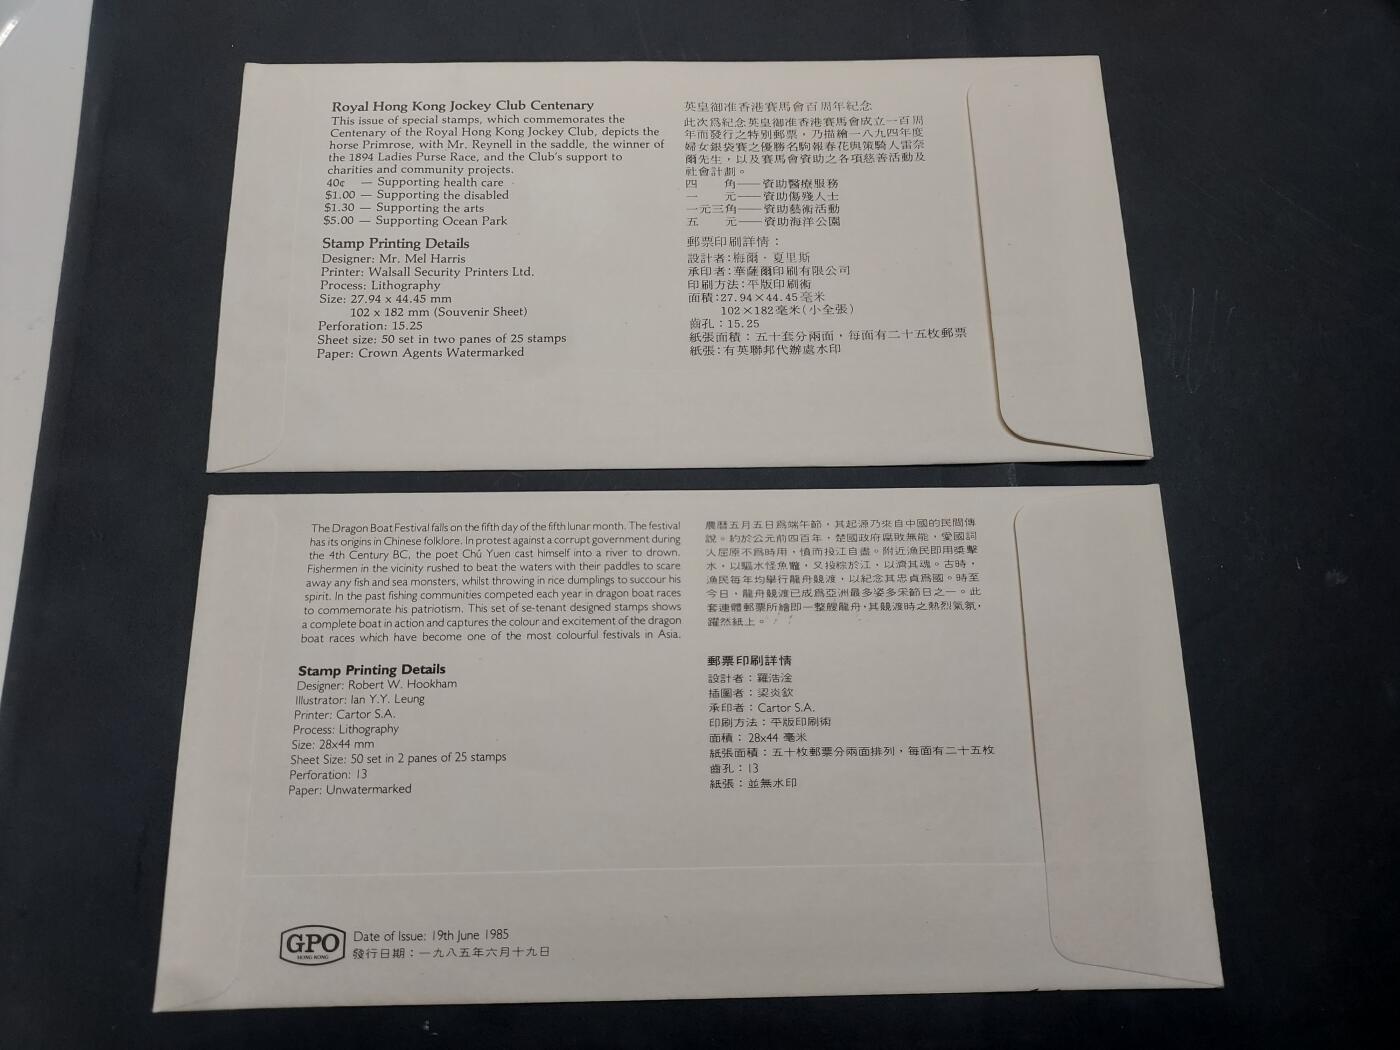 Royal Hong Kong Jockey Club Centenary
This issue of special stamps, which commemorates the
Centenary of the Royal Hong Kong Jockey Club, depicts the
horse Primrose, with Mr. Reynell in the saddle, the winner of
the 1894 Ladies Purse Race, and the Club's support to
charities and community projects.
40¢ — Supporting health care
$1.00 — Supporting the disabled
$1.30 — Supporting the arts
$5.00 — Supporting Ocean Park
Stamp Printing Details
Designer: Mr. Mel Harris
Printer: Walsall Security Printers Ltd.
Process: Lithography
Size: 27.94 x 44.45 mm
102 x 182 mm (Souvenir Sheet)
Perforation: 15.25
Sheet size: 50 set in two panes of 25 stamps
Paper: Crown Agents Watermarked
英皇御准香港賽馬會百周年紀念
此次爲紀念英皇御准香港賽馬會成立一百周
年而發行之特別郵票，乃描繪一八九四年度
婦女銀袋賽之優勝名駒報春花與策騎人雷奈
爾先生，以及賽馬會資助之各項慈善活動及
社會計劃。
四　角——資助醫療服務
一　元——資助傷殘人士
一元三角——資助藝術活動
五　元——資助海洋公園
郵票印刷詳情：
設計者：梅爾·夏里斯
承印者：華薩爾印刷有限公司
印刷方法：平版印刷術
面積：27.94×44.45毫米
102×182毫米（小全張）
齒孔：15.25
紙張面積：五十套分兩面，每面有二十五枚郵票
紙張：有英聯邦代辦處水印
The Dragon Boat Festival falls on the fifth day of the fifth lunar month. The festival
has its origins in Chinese folklore. In protest against a corrupt government during
the 4th Century BC, the poet Chú Yuen cast himself into a river to drown.
Fishermen in the vicinity rushed to beat the waters with their paddles to scare
away any fish and sea monsters, whilst throwing in rice dumplings to succour his
spirit. In the past fishing communities competed each year in dragon boat races
to commemorate his patriotism. This set of se-tenant designed stamps shows
a complete boat in action and captures the colour and excitement of the dragon
boat races which have become one of the most colourful festivals in Asia.
Stamp Printing Details
Designer: Robert W. Hookham
Illustrator: Ian Y.Y. Leung
Printer: Cartor S.A.
Process: Lithography
Size: 28x44 mm
Sheet Size: 50 set in 2 panes of 25 stamps
Perforation: 13
Paper: Unwatermarked
農曆五月五日爲端午節，其起源乃來自中國的民間傳
說。約於公元前四百年，楚國政府腐敗無能，愛國詞
人屈原不爲時用，憤而投江自盡。附近漁民即用槳擊
水，以驅水怪魚鼈，又投粽於江，以濟其魂。古時，
漁民每年均舉行龍舟競渡，以紀念其忠貞爲國。時至
今日，龍舟競渡已成爲亞洲最多姿多采節日之一。此
套連體郵票所繪即一整艘龍舟，其競渡時之熱烈氣氛，
躍然紙上。
郵票印刷詳情
設計者：羅浩淦
插圖者：梁炎欽
承印者：Cartor S.A.
印刷方法：平版印刷術
面積：28x44 毫米
紙張面積：五十枚郵票分兩面排列，每面有二十五枚
齒孔：13
紙張：並無水印
GPO
HONG KONG
Date of Issue: 19th June 1985
發行日期：一九八五年六月十九日